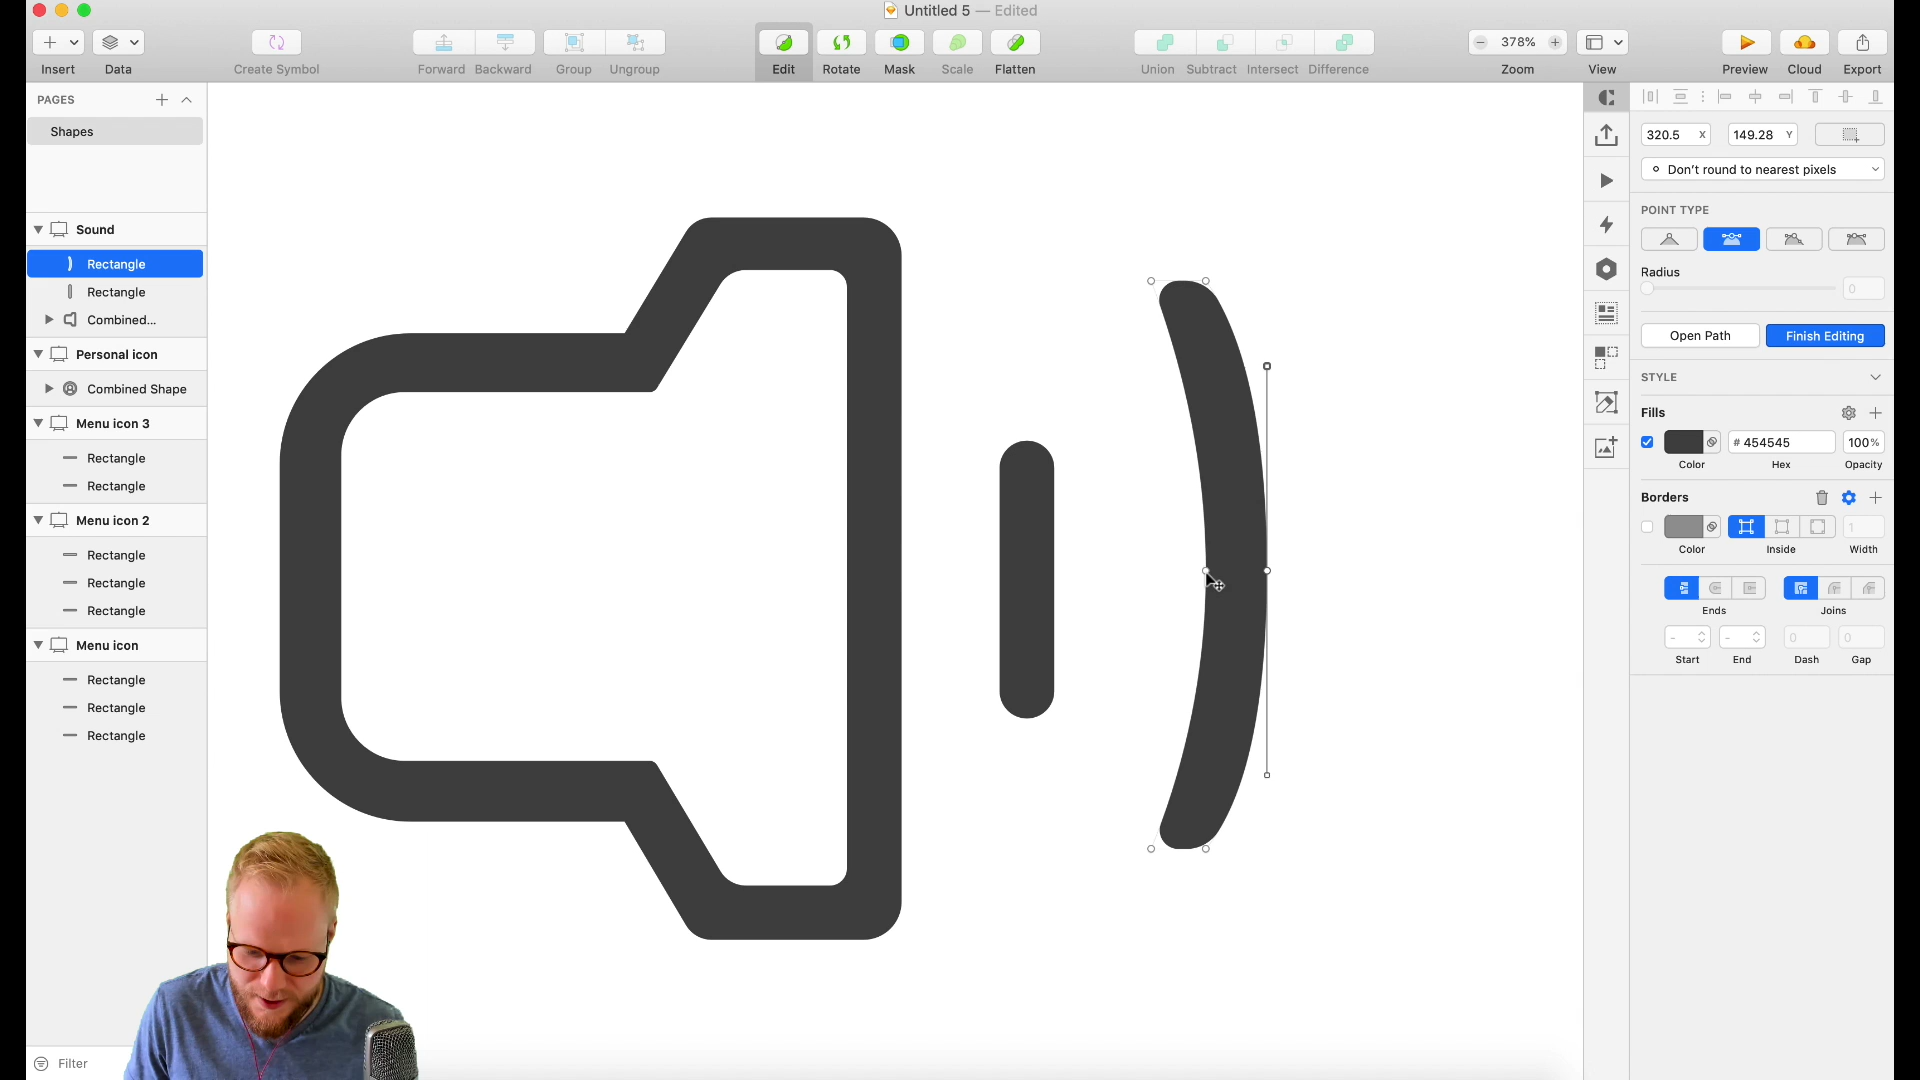 Untitled 5 — Edited
Insert Data Create Symbol Forward Backward Group Ungroup Edit Rotate Mask Scale Flatten Union Subtract Intersect Difference 378% Zoom View Preview Cloud Export
PAGES
Shapes
Sound
Rectangle
Rectangle
Combined...
Personal icon
Combined Shape
Menu icon 3
Rectangle
Rectangle
Menu icon 2
Rectangle
Rectangle
Rectangle
Menu icon
Rectangle
Rectangle
Rectangle
Filter
320.5 X 149.28 Y
Don't round to nearest pixels
POINT TYPE
Radius
0
Open Path Finish Editing
STYLE
Fills
# 454545 100%
Color Hex Opacity
Borders
1
Color Inside Width
Ends Joins
- - 0 0
Start End Dash Gap